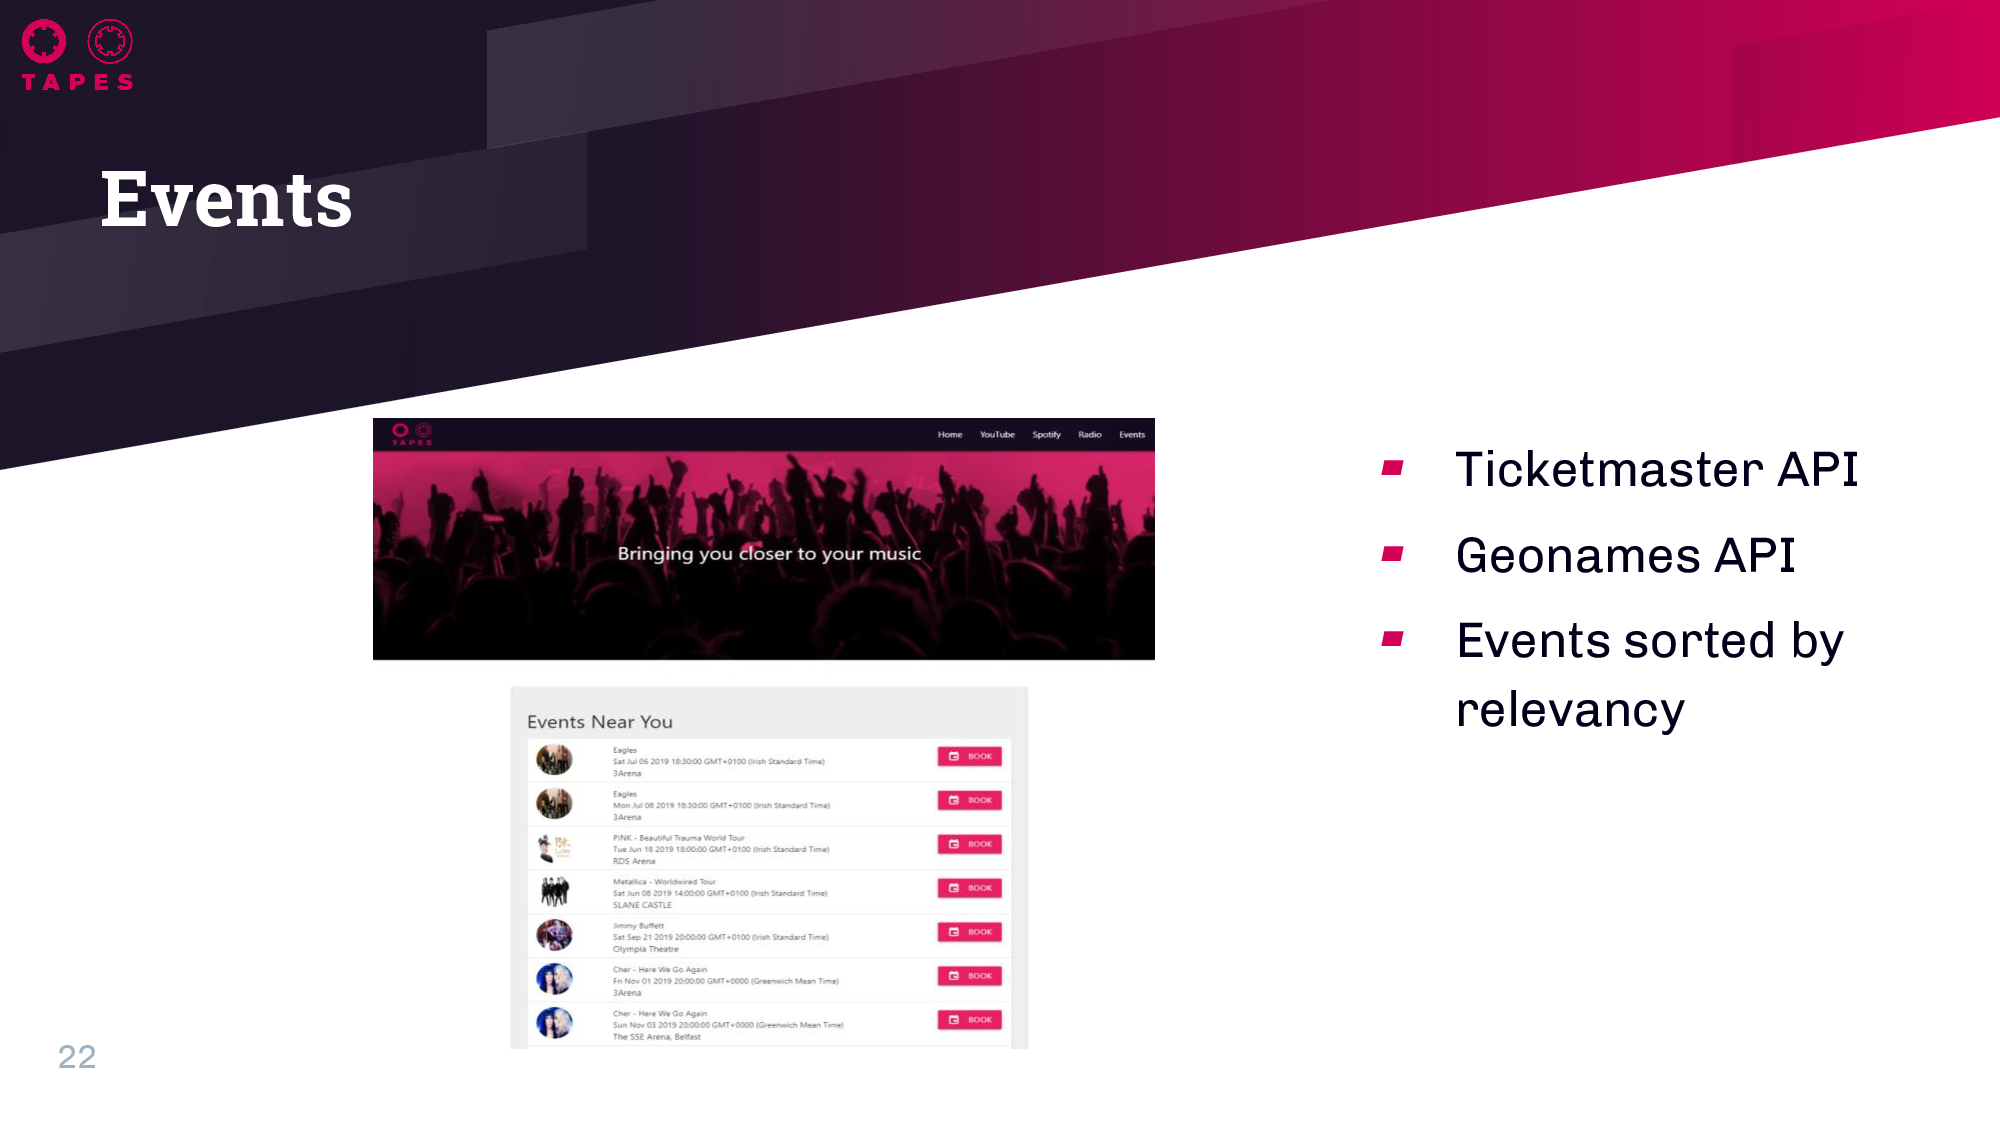 TAPES
Events
TAPES
Home YouTube Spotify Radio Events
Bringing you closer to your music
Events Near You
Eagles
Sat Jul 06 2019 18:30:00 GMT+0100 (Irish Standard Time)
3Arena
BOOK
Eagles
Mon Jul 08 2019 18:30:00 GMT+0100 (Irish Standard Time)
3Arena
BOOK
P!NK - Beautiful Trauma World Tour
Tue Jun 18 2019 18:00:00 GMT+0100 (Irish Standard Time)
RDS Arena
BOOK
Metallica - Worldwired Tour
Sat Jun 08 2019 14:00:00 GMT+0100 (Irish Standard Time)
SLANE CASTLE
BOOK
Jimmy Buffett
Sat Sep 21 2019 20:00:00 GMT+0100 (Irish Standard Time)
Olympia Theatre
BOOK
Cher - Here We Go Again
Fri Nov 01 2019 20:00:00 GMT+0000 (Greenwich Mean Time)
3Arena
BOOK
Cher - Here We Go Again
Sun Nov 03 2019 20:00:00 GMT+0000 (Greenwich Mean Time)
The SSE Arena, Belfast
BOOK
Ticketmaster API
Geonames API
Events sorted by
relevancy
22